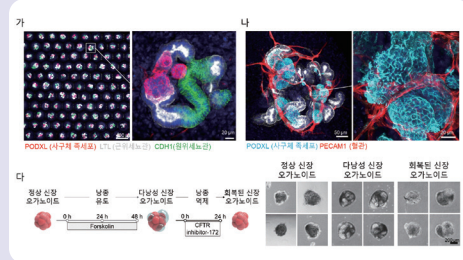 가
나
20 µm
20 µm
PODXL (사구체 족세포) LTL (근위세뇨관) CDH1(원위세뇨관)
PODXL (사구체 족세포) PECAM1 (혈관)
다
정상 신장 오가노이드
낭종 유도
다낭성 신장 오가노이드
낭종 억제
회복된 신장 오가노이드
0 h 24 h 48 h
0 h 24 h
Forskotin
CFTR inhibitor-172
정상 신장 오가노이드
다낭성 신장 오가노이드
회복된 신장 오가노이드